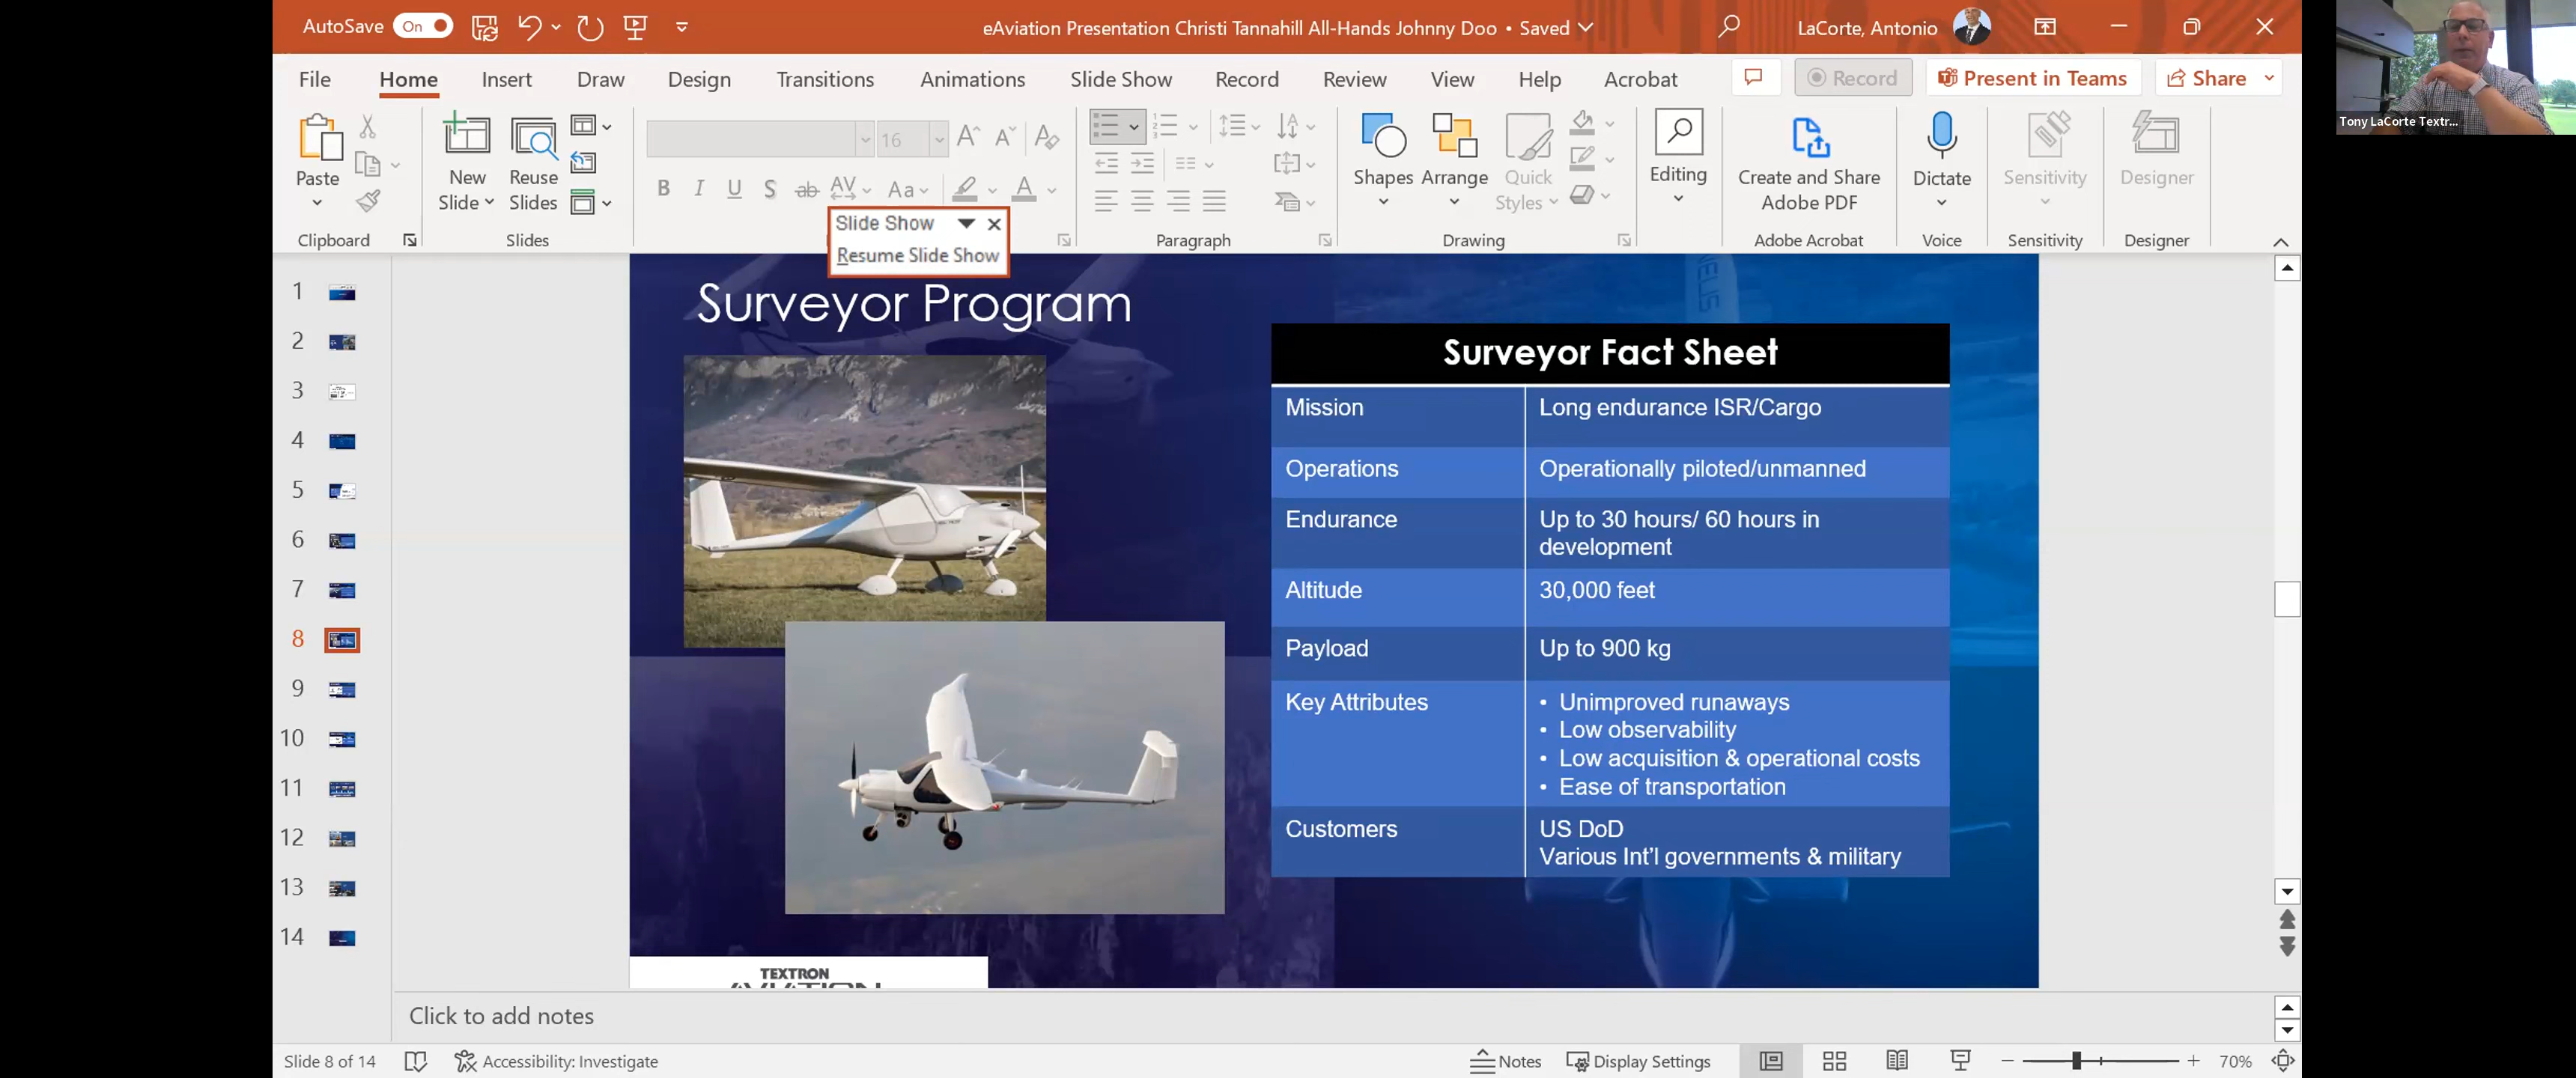 AutoSave On
eAviation Presentation Christi Tannahill All-Hands Johnny Doo • Saved
LaCorte, Antonio
Tony LaCorte Textr...
File Home Insert Draw Design Transitions Animations Slide Show Record Review View Help Acrobat
Record
Present in Teams
Share
Paste
New Slide
Reuse Slides
16
B I U S ab AV Aa A
Shapes
Arrange
Quick Styles
Editing
Create and Share Adobe PDF
Dictate
Sensitivity
Designer
Clipboard
Slides
Paragraph
Drawing
Adobe Acrobat
Voice
Sensitivity
Designer
Slide Show
Resume Slide Show
1
2
3
4
5
6
7
8
9
10
11
12
13
14
Surveyor Program
Surveyor Fact Sheet
Mission Long endurance ISR/Cargo
Operations Operationally piloted/unmanned
Endurance Up to 30 hours/ 60 hours in
development
Altitude 30,000 feet
Payload Up to 900 kg
Key Attributes • Unimproved runaways
• Low observability
• Low acquisition & operational costs
• Ease of transportation
Customers US DoD
Various Int'l governments & military
TEXTRON
AVIATION
Click to add notes
Slide 8 of 14
Accessibility: Investigate
Notes
Display Settings
70%